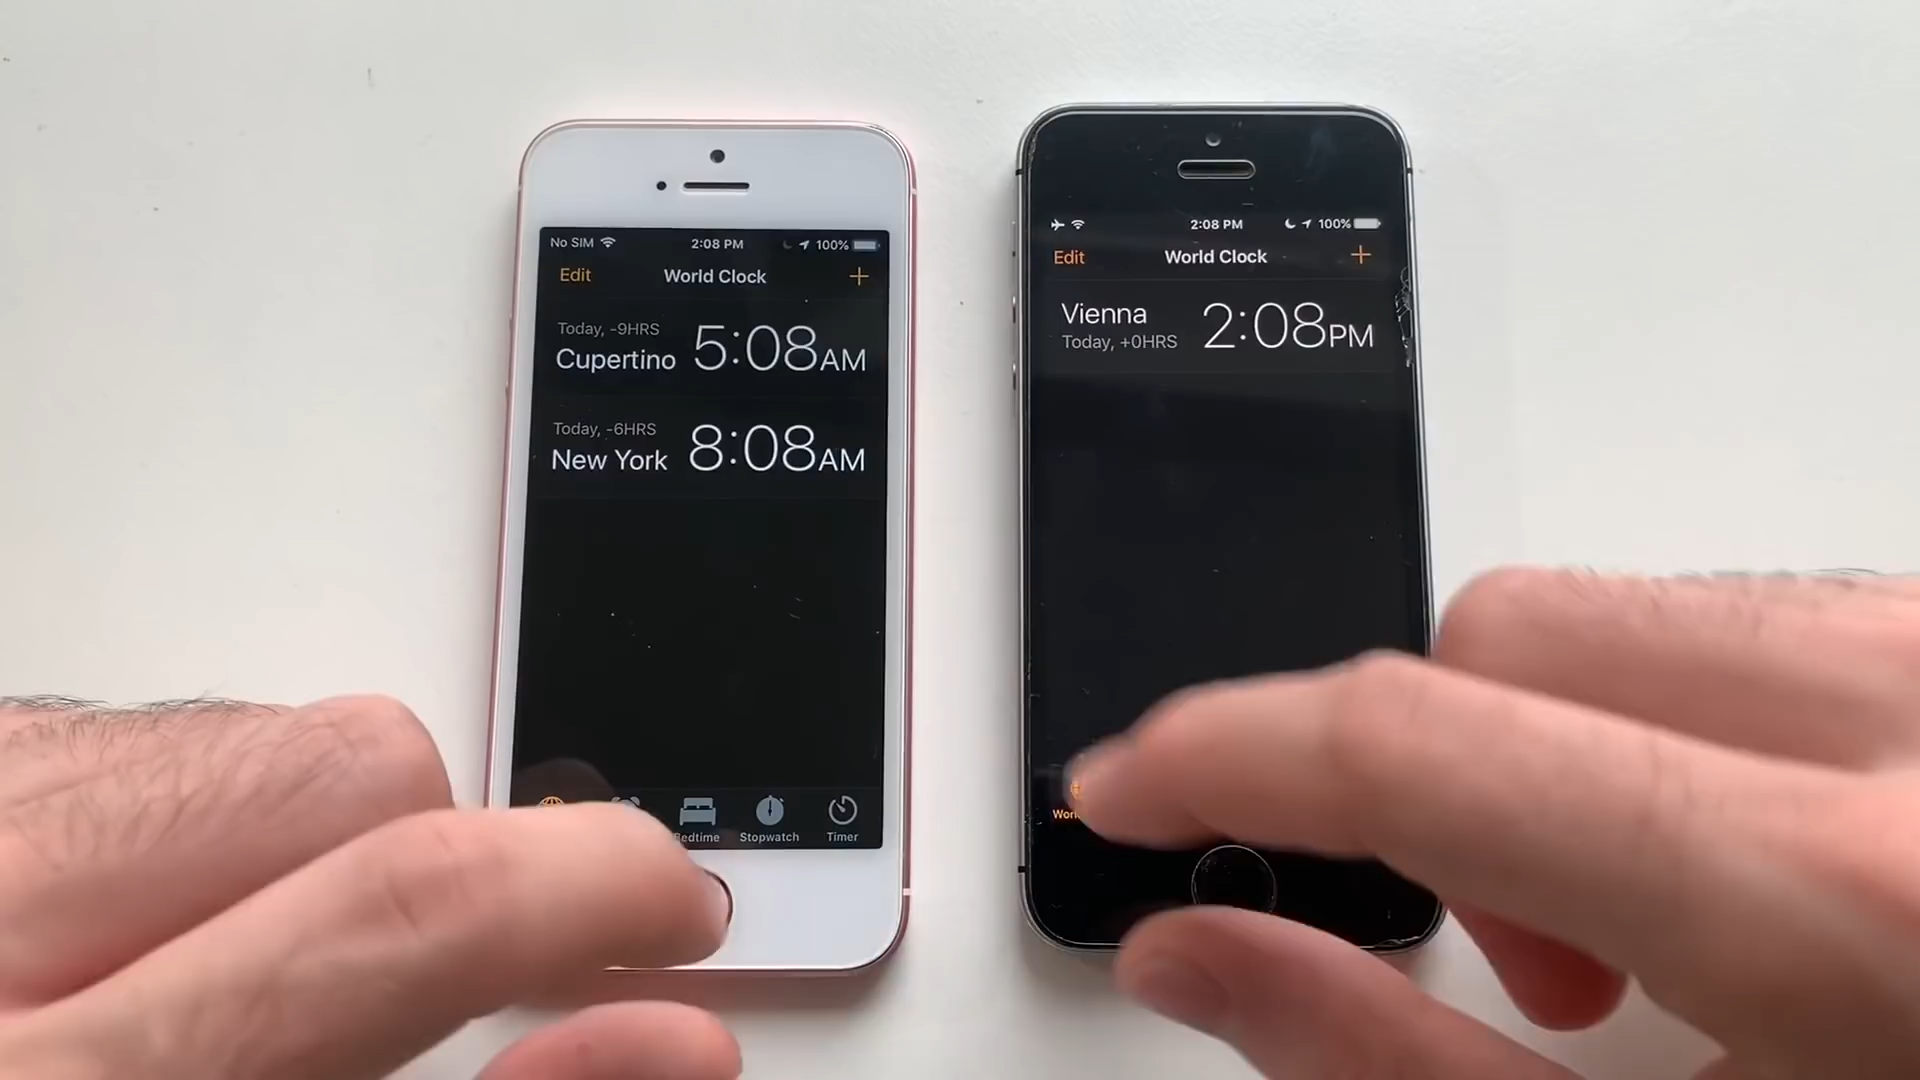 No SIM 2:08 PM 100%
Edit World Clock +
Today, -9HRS
Cupertino 5:08AM
Today, -6HRS
New York 8:08AM
Bedtime Stopwatch Timer
2:08 PM 100%
Edit World Clock +
Vienna 2:08PM
Today, +0HRS
Worl